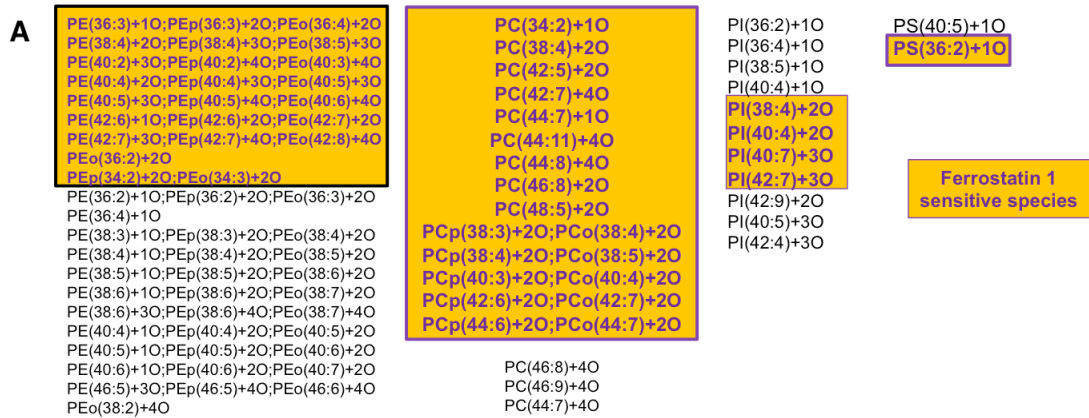 A
PE(36:3)+1O;PEp(36:3)+2O;PEo(36:4)+2O
PE(38:4)+2O;PEp(38:4)+3O;PEo(38:5)+3O
PE(40:2)+3O;PEp(40:2)+4O;PEo(40:3)+4O
PE(40:4)+2O;PEp(40:4)+3O;PEo(40:5)+3O
PE(40:5)+3O;PEp(40:5)+4O;PEo(40:6)+4O
PE(42:6)+1O;PEp(42:6)+2O;PEo(42:7)+2O
PE(42:7)+3O;PEp(42:7)+4O;PEo(42:8)+4O
PEo(36:2)+2O
PEp(34:2)+2O;PEo(34:3)+2O
PE(36:2)+1O;PEp(36:2)+2O;PEo(36:3)+2O
PE(36:4)+1O
PE(38:3)+1O;PEp(38:3)+2O;PEo(38:4)+2O
PE(38:4)+1O;PEp(38:4)+2O;PEo(38:5)+2O
PE(38:5)+1O;PEp(38:5)+2O;PEo(38:6)+2O
PE(38:6)+1O;PEp(38:6)+2O;PEo(38:7)+2O
PE(38:6)+3O;PEp(38:6)+4O;PEo(38:7)+4O
PE(40:4)+1O;PEp(40:4)+2O;PEo(40:5)+2O
PE(40:5)+1O;PEp(40:5)+2O;PEo(40:6)+2O
PE(40:6)+1O;PEp(40:6)+2O;PEo(40:7)+2O
PE(46:5)+3O;PEp(46:5)+4O;PEo(46:6)+4O
PEo(38:2)+4O
PC(34:2)+1O
PC(38:4)+2O
PC(42:5)+2O
PC(42:7)+4O
PC(44:7)+1O
PC(44:11)+4O
PC(44:8)+4O
PC(46:8)+2O
PC(48:5)+2O
PCp(38:3)+2O;PCo(38:4)+2O
PCp(38:4)+2O;PCo(38:5)+2O
PCp(40:3)+2O;PCo(40:4)+2O
PCp(42:6)+2O;PCo(42:7)+2O
PCp(44:6)+2O;PCo(44:7)+2O
PC(46:8)+4O
PC(46:9)+4O
PC(44:7)+4O
PI(36:2)+1O
PI(36:4)+1O
PI(38:5)+1O
PI(40:4)+1O
PI(38:4)+2O
PI(40:4)+2O
PI(40:7)+3O
PI(42:7)+3O
PI(42:9)+2O
PI(40:5)+3O
PI(42:4)+3O
PS(40:5)+1O
PS(36:2)+1O
Ferrostatin 1
sensitive species